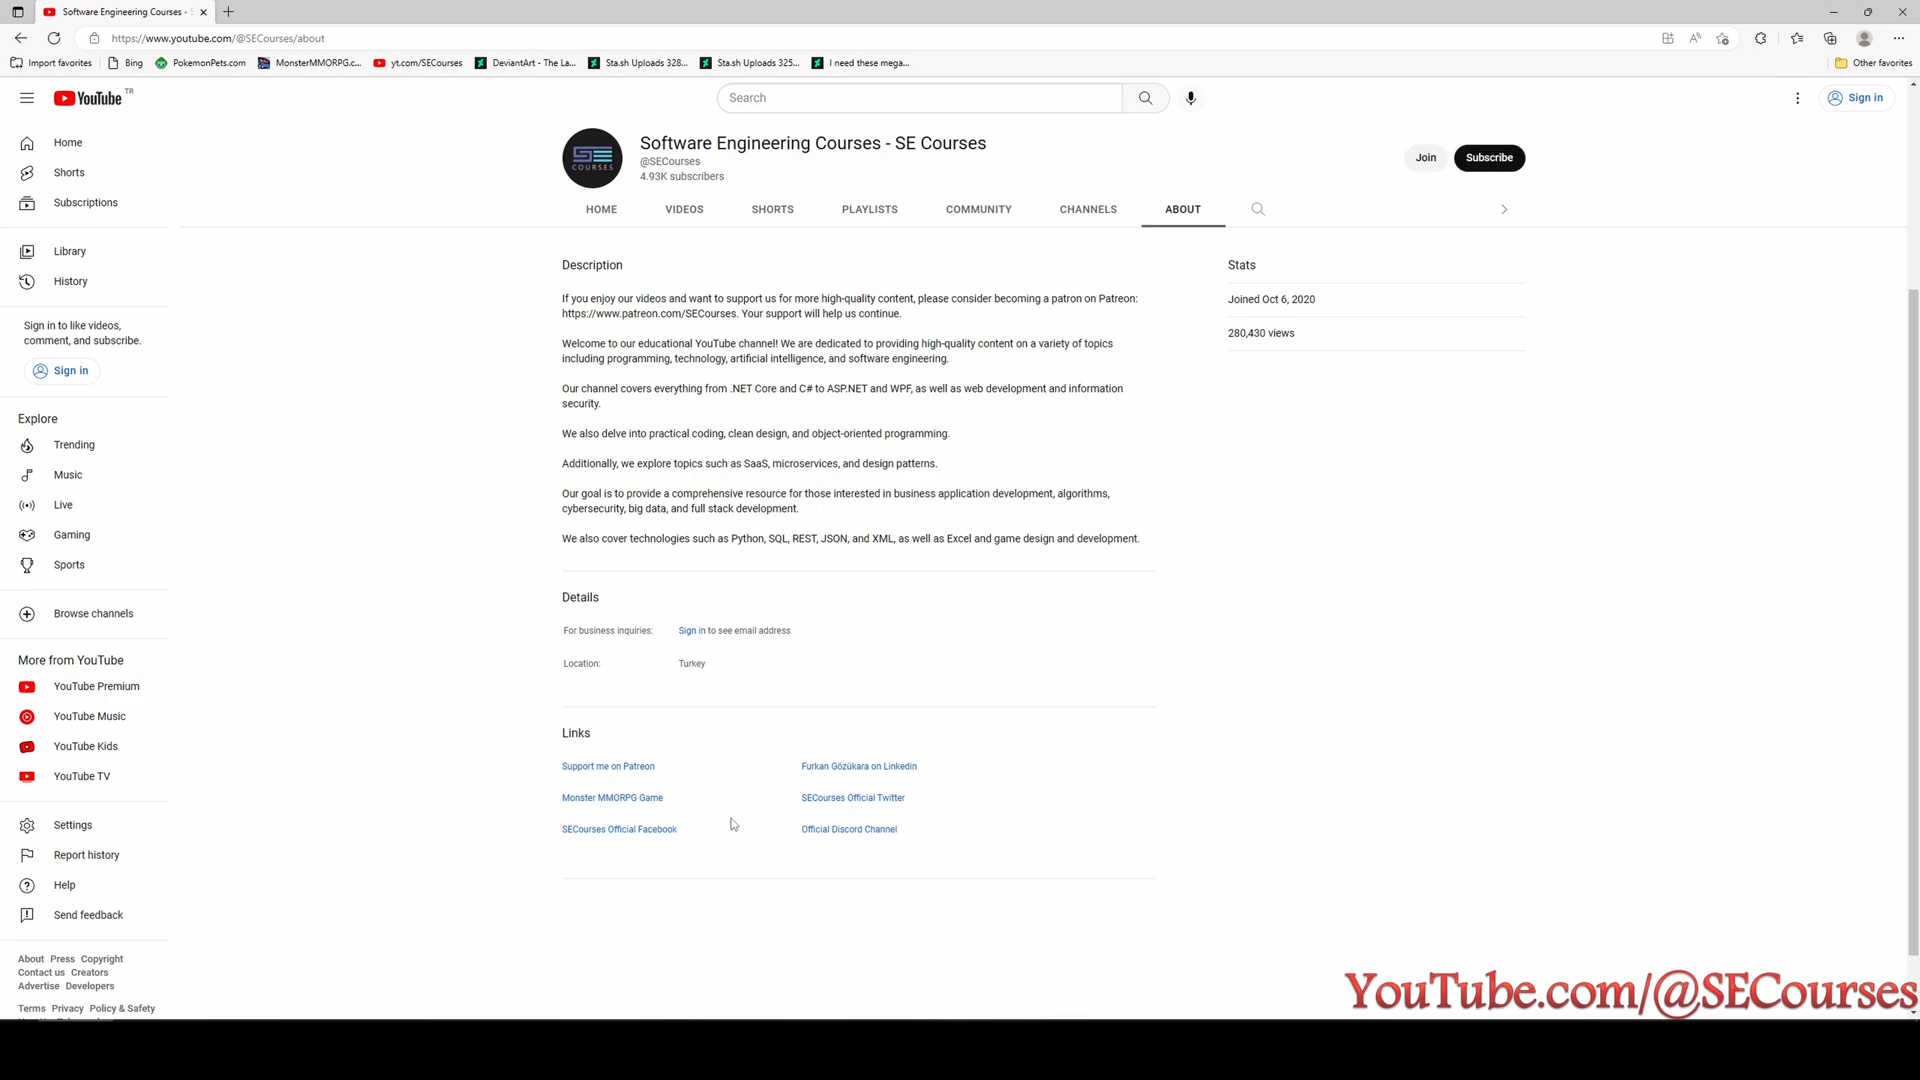 Software Engineering Courses - S
https://www.youtube.com/@SECourses/about
Import favorites
Bing
PokemonPets.com
MonsterMMORPG.c...
yt.com/SECourses
DeviantArt - The La...
Sta.sh Uploads 328...
Sta.sh Uploads 325...
I need these mega...
Other favorites
YouTube TR
Search
Sign in
Home
Shorts
Subscriptions
Library
History
Sign in to like videos,
comment, and subscribe.
Sign in
Explore
Trending
Music
Live
Gaming
Sports
Browse channels
More from YouTube
YouTube Premium
YouTube Music
YouTube Kids
YouTube TV
Settings
Report history
Help
Send feedback
About Press Copyright
Contact us Creators
Advertise Developers
Terms Privacy Policy & Safety
SE
COURSES
Software Engineering Courses - SE Courses
@SECourses
4.93K subscribers
Join
Subscribe
HOME
VIDEOS
SHORTS
PLAYLISTS
COMMUNITY
CHANNELS
ABOUT
Description
If you enjoy our videos and want to support us for more high-quality content, please consider becoming a patron on Patreon:
https://www.patreon.com/SECourses. Your support will help us continue.
Welcome to our educational YouTube channel! We are dedicated to providing high-quality content on a variety of topics
including programming, technology, artificial intelligence, and software engineering.
Our channel covers everything from .NET Core and C# to ASP.NET and WPF, as well as web development and information
security.
We also delve into practical coding, clean design, and object-oriented programming.
Additionally, we explore topics such as SaaS, microservices, and design patterns.
Our goal is to provide a comprehensive resource for those interested in business application development, algorithms,
cybersecurity, big data, and full stack development.
We also cover technologies such as Python, SQL, REST, JSON, and XML, as well as Excel and game design and development.
Details
For business inquiries: Sign in to see email address
Location: Turkey
Links
Support me on Patreon
Furkan Gözükara on Linkedin
Monster MMORPG Game
SECourses Official Twitter
SECourses Official Facebook
Official Discord Channel
Stats
Joined Oct 6, 2020
280,430 views
YouTube.com/@SECourses